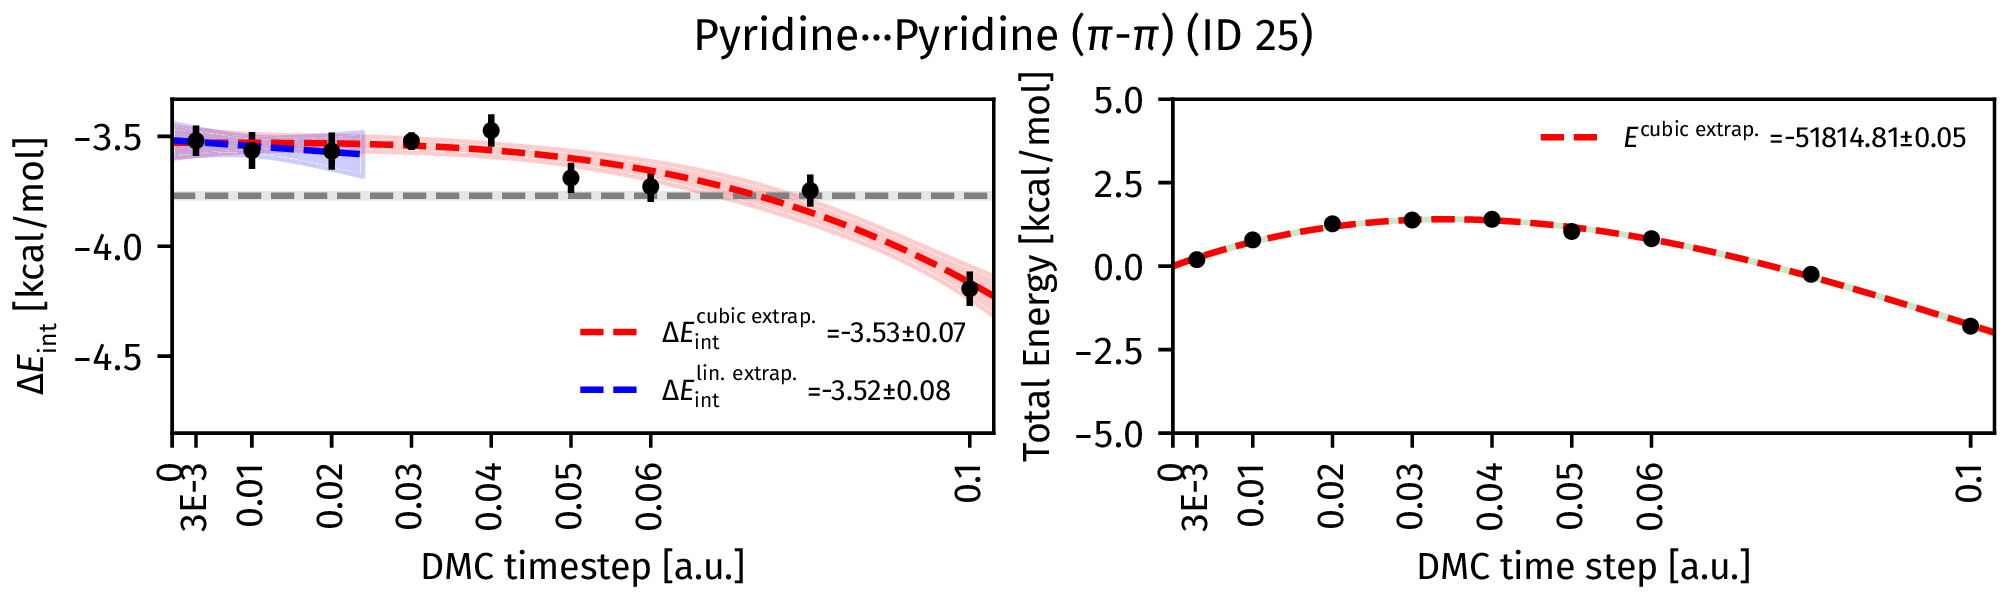 Pyridine···Pyridine (π-π) (ID 25)
ΔEint [kcal/mol]
−3.5
−4.0
−4.5
ΔEint cubic extrap. =-3.53±0.07
ΔEint lin. extrap. =-3.52±0.08
0
3E-3
0.01
0.02
0.03
0.04
0.05
0.06
0.1
DMC timestep [a.u.]
Total Energy [kcal/mol]
5.0
2.5
0.0
−2.5
−5.0
E cubic extrap. =-51814.81±0.05
0
3E-3
0.01
0.02
0.03
0.04
0.05
0.06
0.1
DMC time step [a.u.]